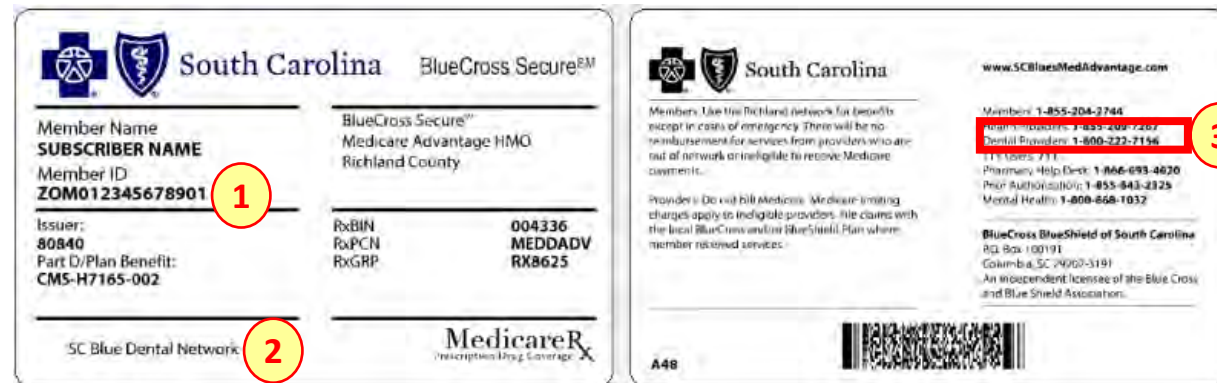 South Carolina
BlueCross Secure℠
Member Name
SUBSCRIBER NAME
Member ID
ZOM012345678901
1
BlueCross Secure℠
Medicare Advantage HMO
Richland County
Issuer:
80840
Part D/Plan Benefit:
CMS-H7165-002
RxBIN 004336
RxPCN MEDDADV
RxGRP RX8625
SC Blue Dental Network
2
MedicareRx
Prescription Drug Coverage
South Carolina
www.SCBluesMedAdvantage.com
Members: Use the Richland network for benefits
except in cases of emergency. There will be no
reimbursement for services from providers who are
out of network or ineligible to receive Medicare
payments.
Providers: Do not bill Medicare. Medicare limiting
charges apply to ineligible providers. File claims with
the local BlueCross and/or BlueShield Plan where
member received services.
Members: 1-855-204-2744
Dental Providers: 1-800-222-7156
3
TTY Users: 711
Pharmacy Help Desk: 1-866-693-4620
Prior Authorization: 1-855-843-2325
Mental Health: 1-800-868-1032
BlueCross BlueShield of South Carolina
P.O. Box 100191
Columbia, SC 29202-3191
An independent licensee of the Blue Cross
and Blue Shield Association.
A48